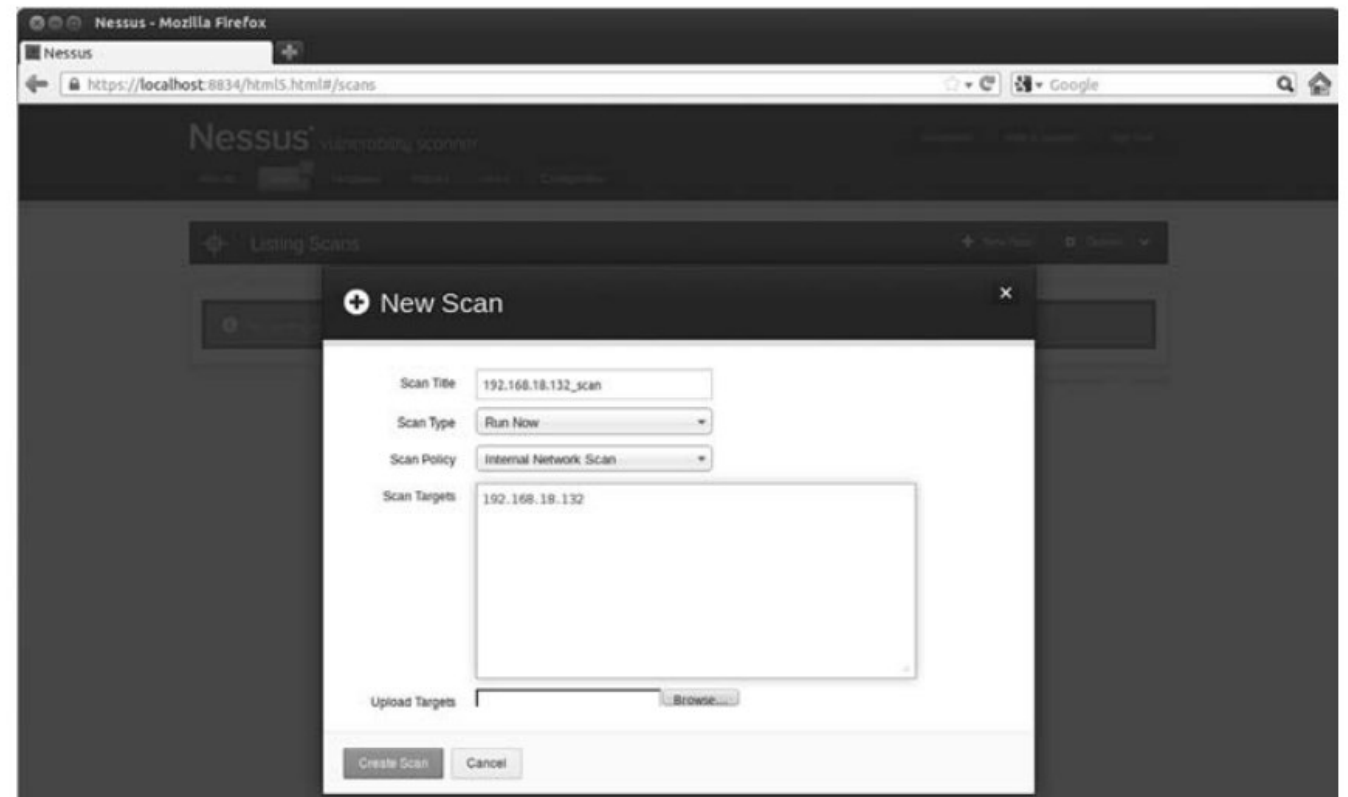 Nessus - Mozilla Firefox
Nessus
https://localhost:8834/html5.html#/scans
Google
Nessus vulnerability scanner
Listing Scans
New Scan
Scan Title 192.168.18.132_scan
Scan Type Run Now
Scan Policy Internal Network Scan
Scan Targets 192.168.18.132
Upload Targets Browse...
Create Scan Cancel